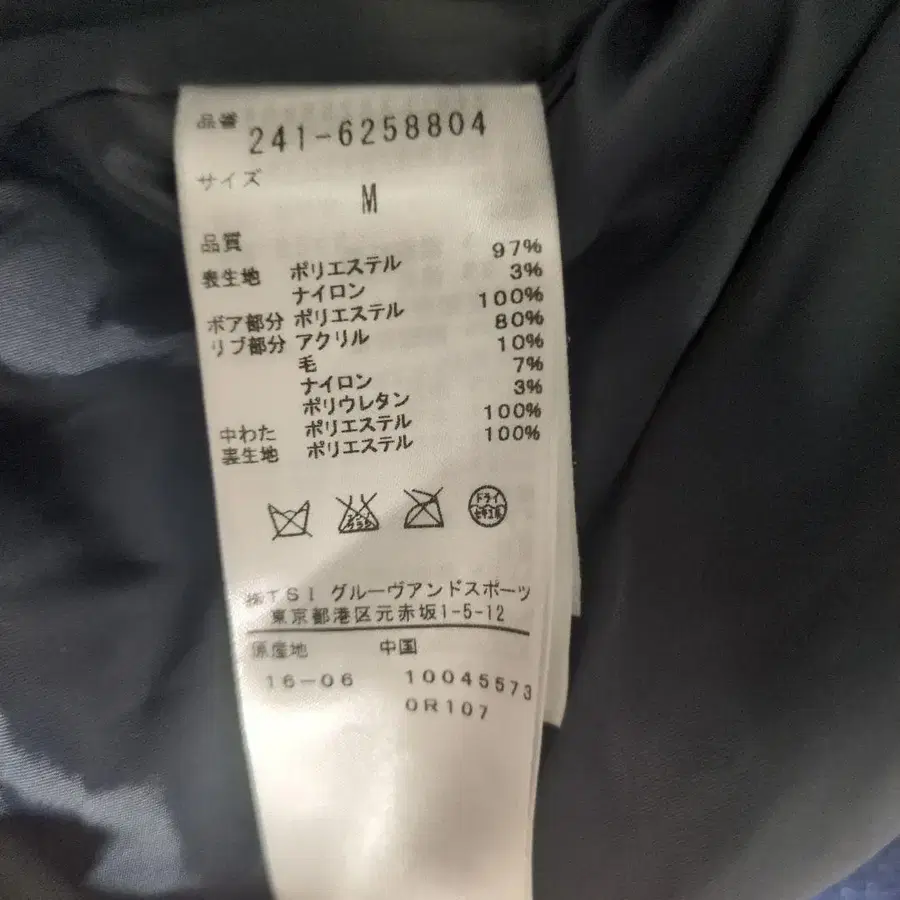 品番 241-6258804
サイズ
M
品質
表生地 ポリエステル 97%
ナイロン 3%
ボア部分 ポリエステル 100%
リブ部分 アクリル 80%
毛 10%
ナイロン 7%
ポリウレタン 3%
中わた ポリエステル 100%
裏生地 ポリエステル 100%
ドライ
セキユ系
㈱TSI グルーヴアンドスポーツ
東京都港区元赤坂1-5-12
原産地 中国
16-06 10045573
0R107